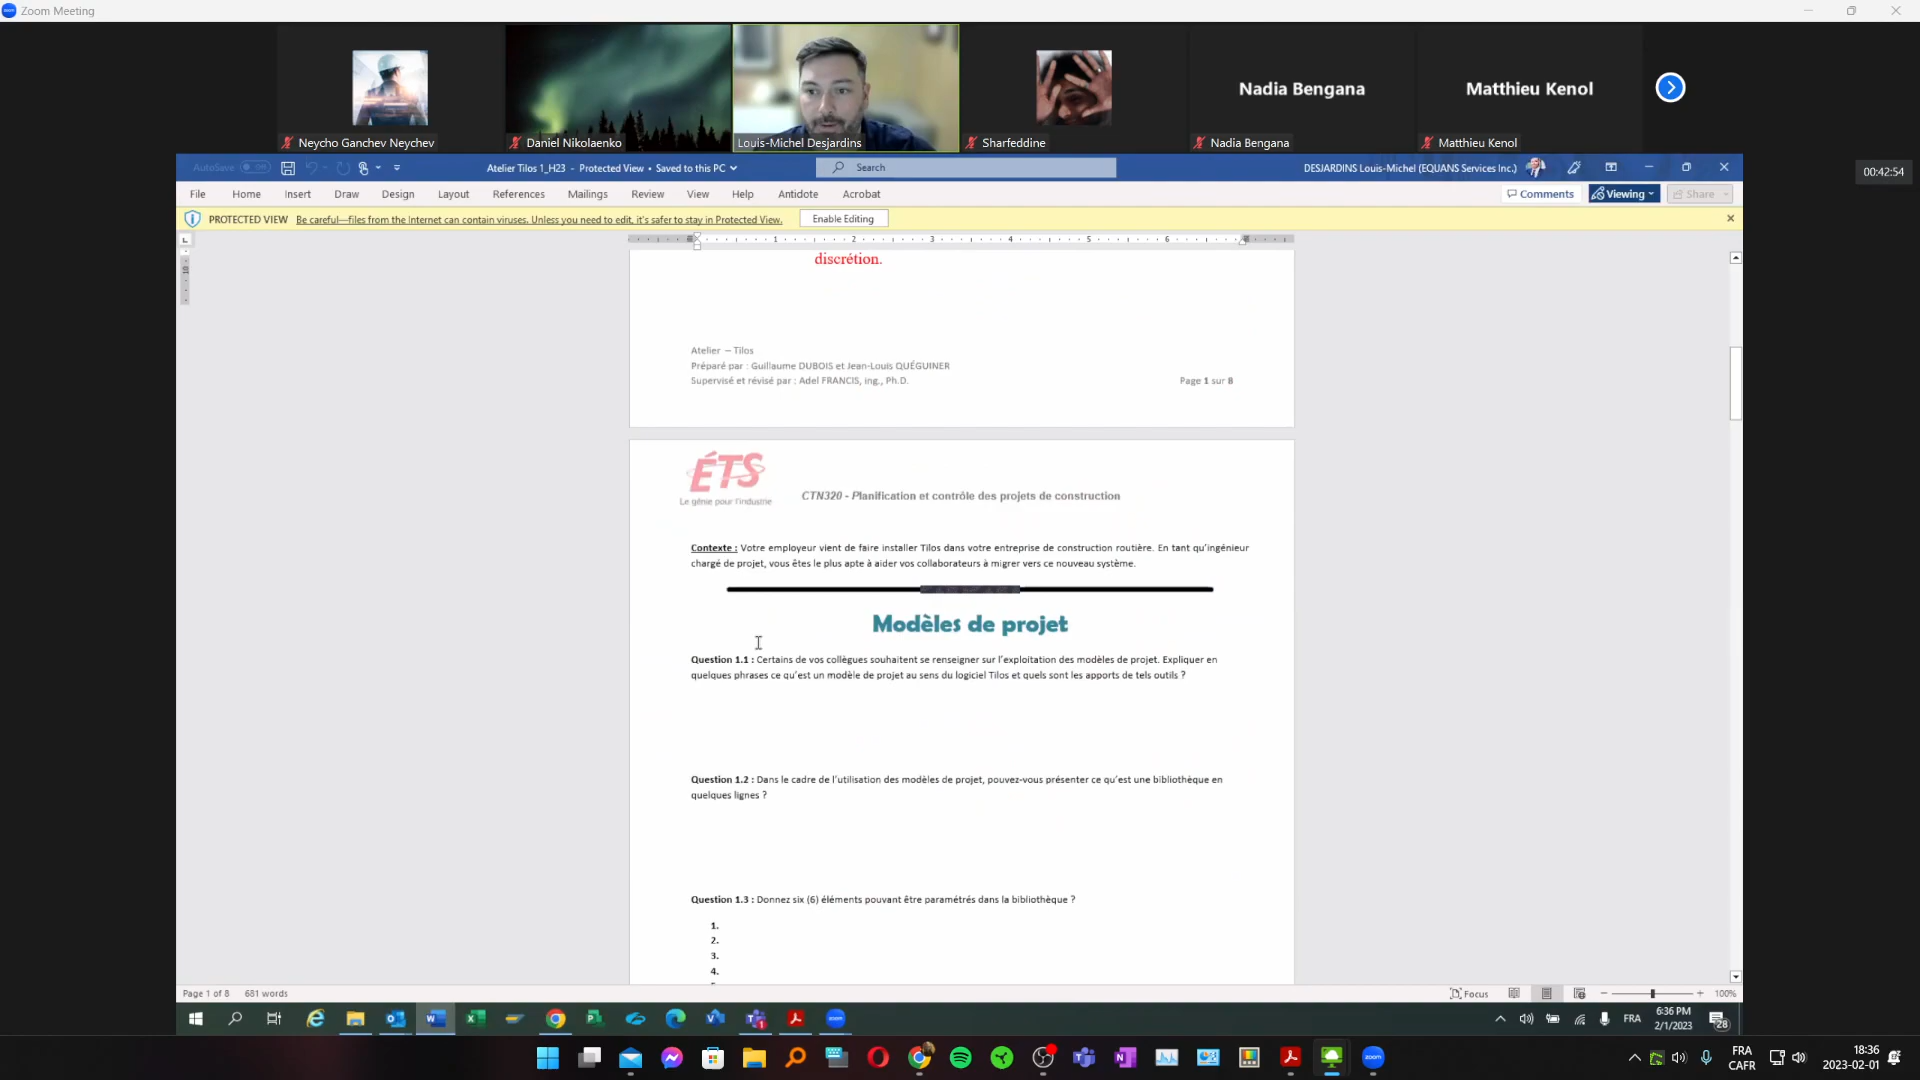 Zoom Meeting
Nadia Bengana
Matthieu Kenol
Neycho Ganchev Neychev
Daniel Nikolaenko
Louis-Michel Desjardins
Sharfeddine
Nadia Bengana
Matthieu Kenol
AutoSave Off
Atelier Tilos 1_H23 - Protected View • Saved to this PC
Search
DESJARDINS Louis-Michel (EQUANS Services Inc.)
00:42:54
File Home Insert Draw Design Layout References Mailings Review View Help Antidote Acrobat
Comments Viewing Share
PROTECTED VIEW Be careful—files from the Internet can contain viruses. Unless you need to edit, it's safer to stay in Protected View. Enable Editing
1 2 3 4 5 6
discrétion.
Atelier – Tilos
Préparé par : Guillaume DUBOIS et Jean-Louis QUÉGUINER
Supervisé et révisé par : Adel FRANCIS, ing., Ph.D.
Page 1 sur 8
ÉTS
Le génie pour l'industrie
CTN320 - Planification et contrôle des projets de construction
Contexte : Votre employeur vient de faire installer Tilos dans votre entreprise de construction routière. En tant qu'ingénieur
chargé de projet, vous êtes le plus apte à aider vos collaborateurs à migrer vers ce nouveau système.
Modèles de projet
Question 1.1 : Certains de vos collègues souhaitent se renseigner sur l'exploitation des modèles de projet. Expliquer en
quelques phrases ce qu'est un modèle de projet au sens du logiciel Tilos et quels sont les apports de tels outils ?
Question 1.2 : Dans le cadre de l'utilisation des modèles de projet, pouvez-vous présenter ce qu'est une bibliothèque en
quelques lignes ?
Question 1.3 : Donnez six (6) éléments pouvant être paramétrés dans la bibliothèque ?
1.
2.
3.
4.
Page 1 of 8 681 words
Focus
100%
FRA
6:36 PM
2/1/2023
28
FRA
CAFR
18:36
2023-02-01